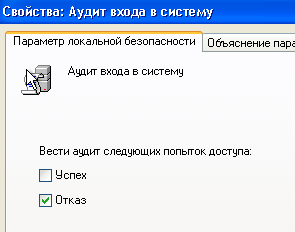 Свойства: Аудит входа в систему
Параметр локальной безопасности Объяснение пара
Аудит входа в систему
Вести аудит следующих попыток доступа:
Успех
Отказ